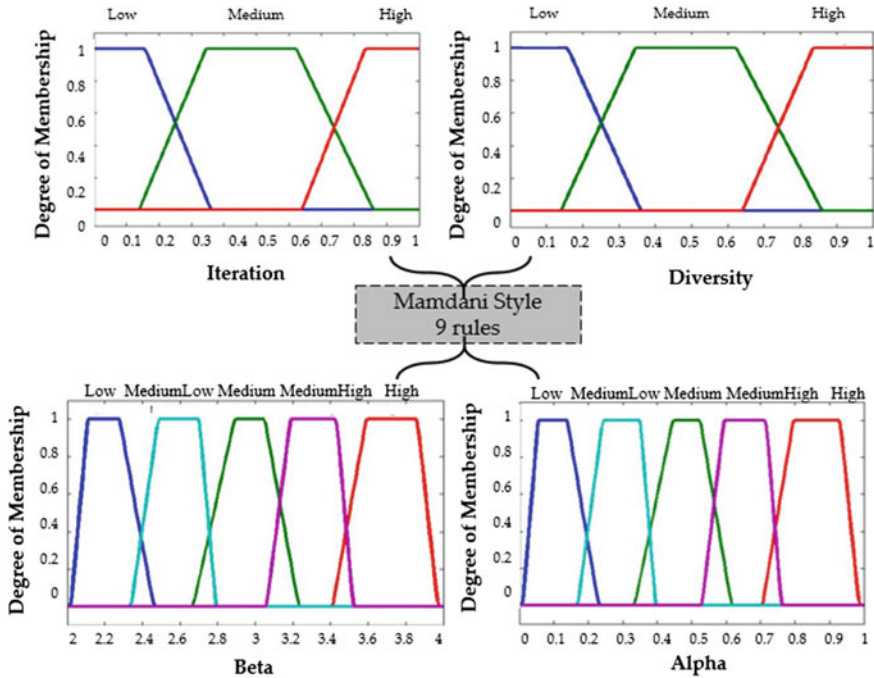 Low Medium High
Degree of Membership
1
0.8
0.6
0.4
0.2
0
0 0.1 0.2 0.3 0.4 0.5 0.6 0.7 0.8 0.9 1
Iteration
Low Medium High
Degree of Membership
1
0.8
0.6
0.4
0.2
0
0 0.1 0.2 0.3 0.4 0.5 0.6 0.7 0.8 0.9 1
Diversity
Mamdani Style
9 rules
Low MediumLow Medium MediumHigh High
Degree of Membership
1
0.8
0.6
0.4
0.2
0
2 2.2 2.4 2.6 2.8 3 3.2 3.4 3.6 3.8 4
Beta
Low MediumLow Medium MediumHigh High
Degree of Membership
1
0.8
0.6
0.4
0.2
0
0 0.1 0.2 0.3 0.4 0.5 0.6 0.7 0.8 0.9 1
Alpha